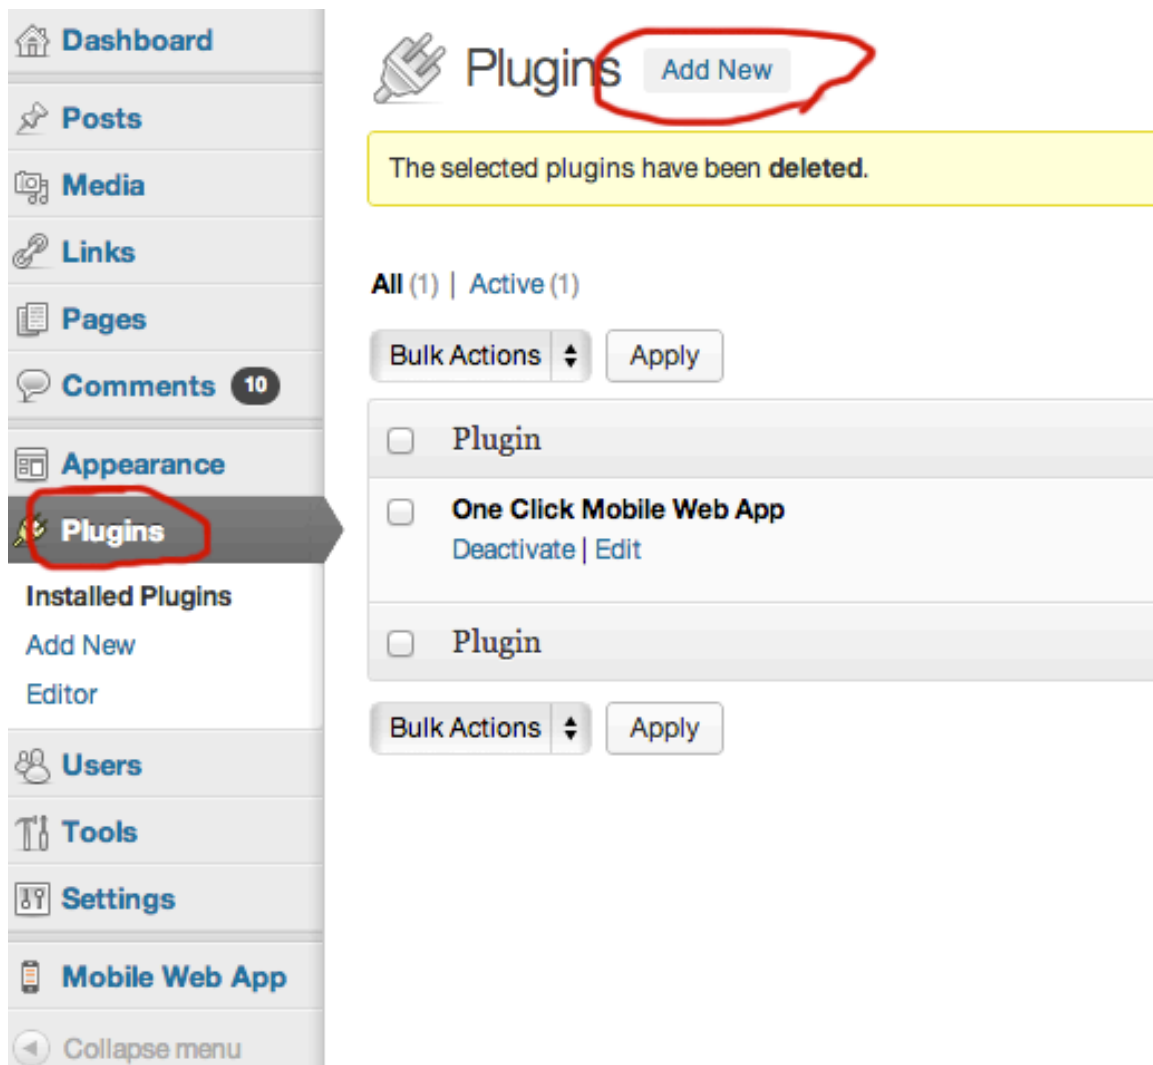 Dashboard
Posts
Media
Links
Pages
Comments 10
Appearance
Plugins
Installed Plugins
Add New
Editor
Users
Tools
Settings
Mobile Web App
Collapse menu
Plugins Add New
The selected plugins have been deleted.
All (1) | Active (1)
Bulk Actions Apply
Plugin
One Click Mobile Web App
Deactivate | Edit
Plugin
Bulk Actions Apply